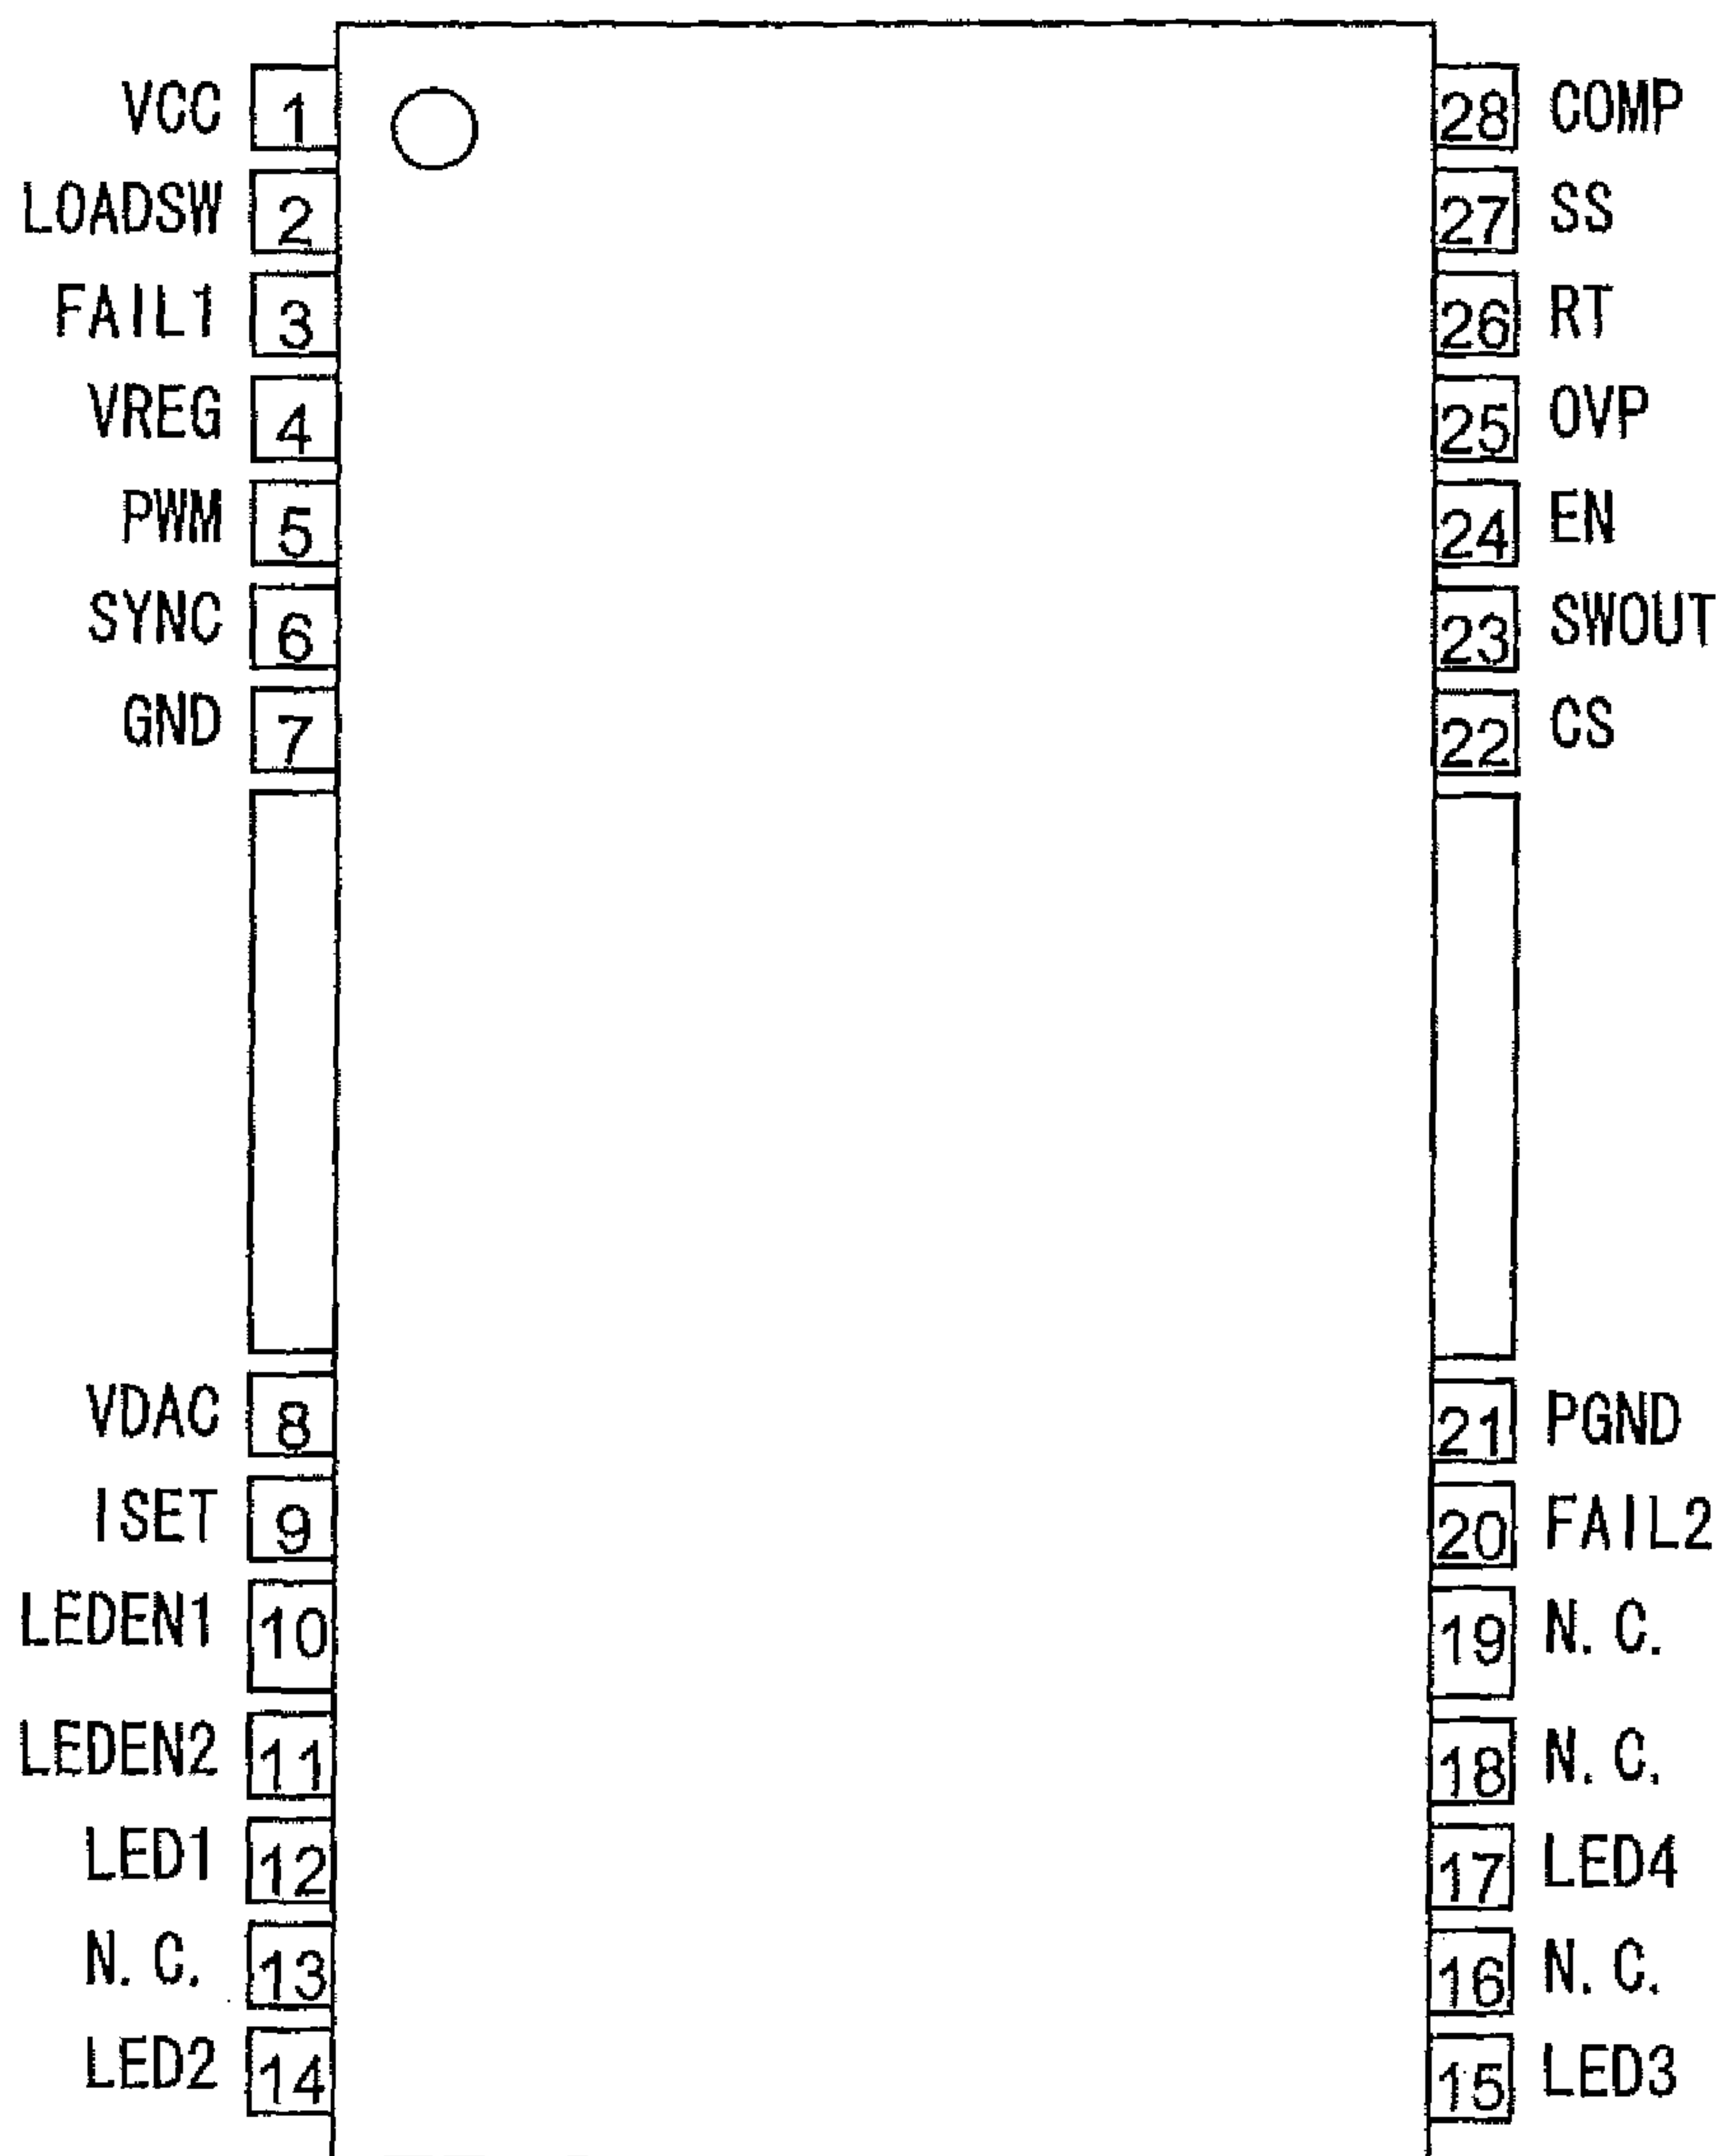 VCC 1 28 COMP
LOADSW 2 27 SS
FAIL1 3 26 RT
VREG 4 25 OVP
PWM 5 24 EN
SYNC 6 23 SWOUT
GND 7 22 CS
VDAC 8 21 PGND
ISET 9 20 FAIL2
LEDEN1 10 19 N.C.
LEDEN2 11 18 N.C.
LED1 12 17 LED4
N.C. 13 16 N.C.
LED2 14 15 LED3